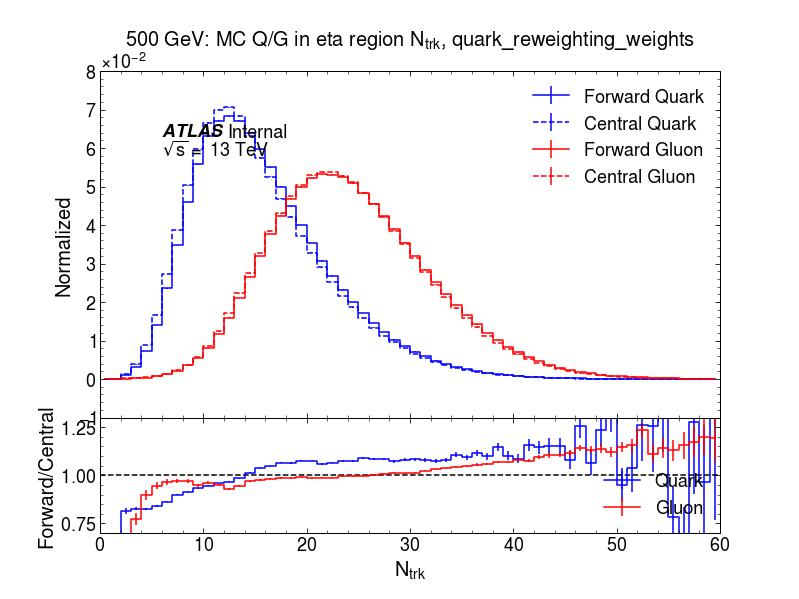 500 GeV: MC Q/G in eta region Ntrk, quark_reweighting_weights
×10−2
8
7
6
5
4
3
2
1
0
1
Normalized
ATLAS Internal
√s = 13 TeV
Forward Quark
Central Quark
Forward Gluon
Central Gluon
1.25
1.00
0.75
Forward/Central
Quark
Gluon
0 10 20 30 40 50 60
Ntrk